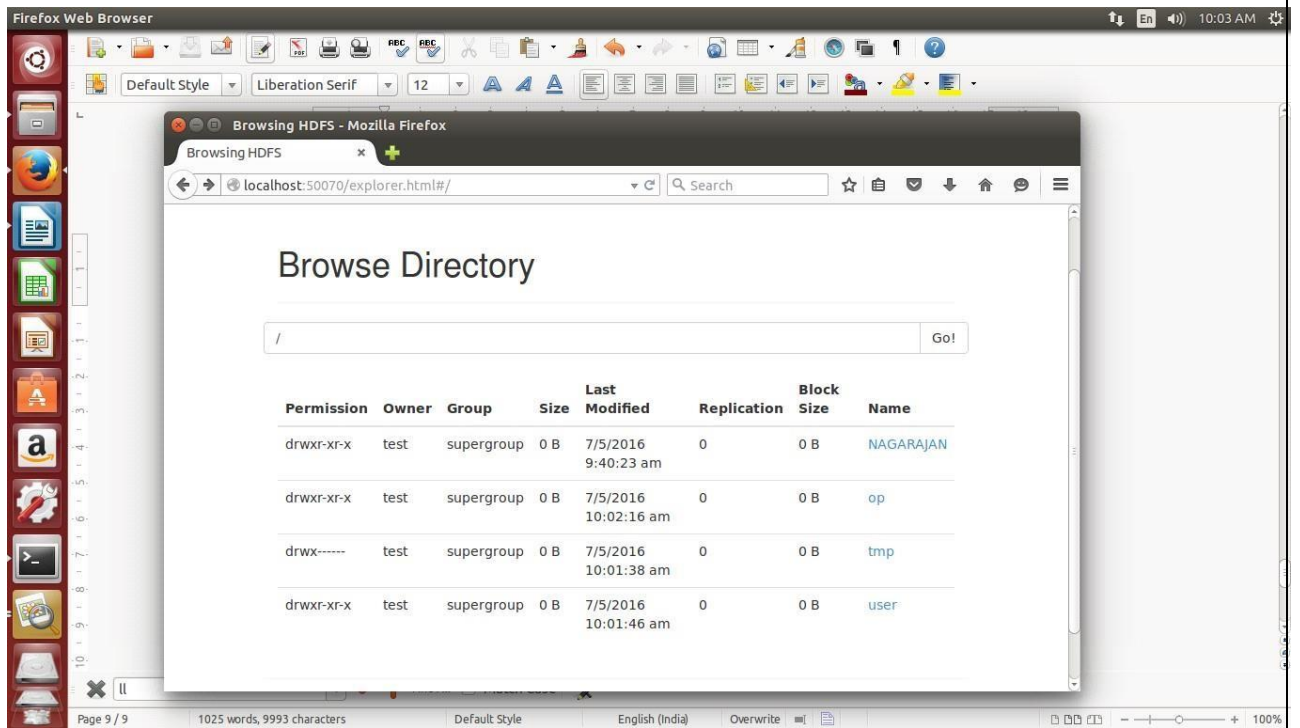 Firefox Web Browser
En
10:03 AM
PDF
ABC
ABC
Default Style
Liberation Serif
12
Browsing HDFS - Mozilla Firefox
Browsing HDFS
localhost:50070/explorer.html#/
Search
Browse Directory
/
Go!
Permission Owner Group Size Last Modified Replication Block Size Name
drwxr-xr-x test supergroup 0 B 7/5/2016 9:40:23 am 0 0 B NAGARAJAN
drwxr-xr-x test supergroup 0 B 7/5/2016 10:02:16 am 0 0 B op
drwx------ test supergroup 0 B 7/5/2016 10:01:38 am 0 0 B tmp
drwxr-xr-x test supergroup 0 B 7/5/2016 10:01:46 am 0 0 B user
ll
Page 9 / 9
1025 words, 9993 characters
Default Style
English (India)
Overwrite
100%